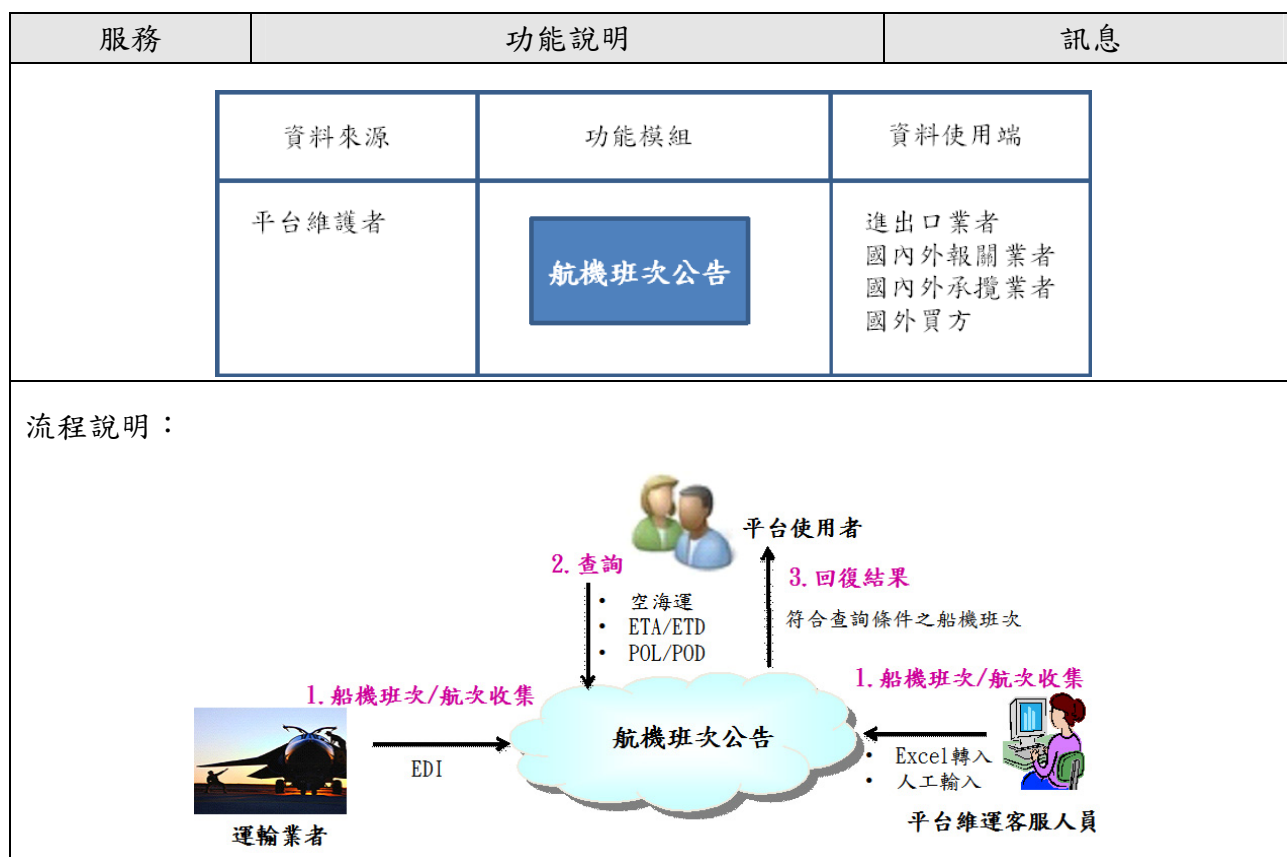 服務 功能說明 訊息
資料來源 功能模組 資料使用端
平台維護者
航機班次公告
進出口業者
國內外報關業者
國內外承攬業者
國外買方
流程說明：
平台使用者
2.查詢
• 空海運
• ETA/ETD
• POL/POD
3.回復結果
符合查詢條件之船機班次
1.船機班次/航次收集
EDI
運輸業者
航機班次公告
1.船機班次/航次收集
• Excel轉入
• 人工輸入
平台維運客服人員